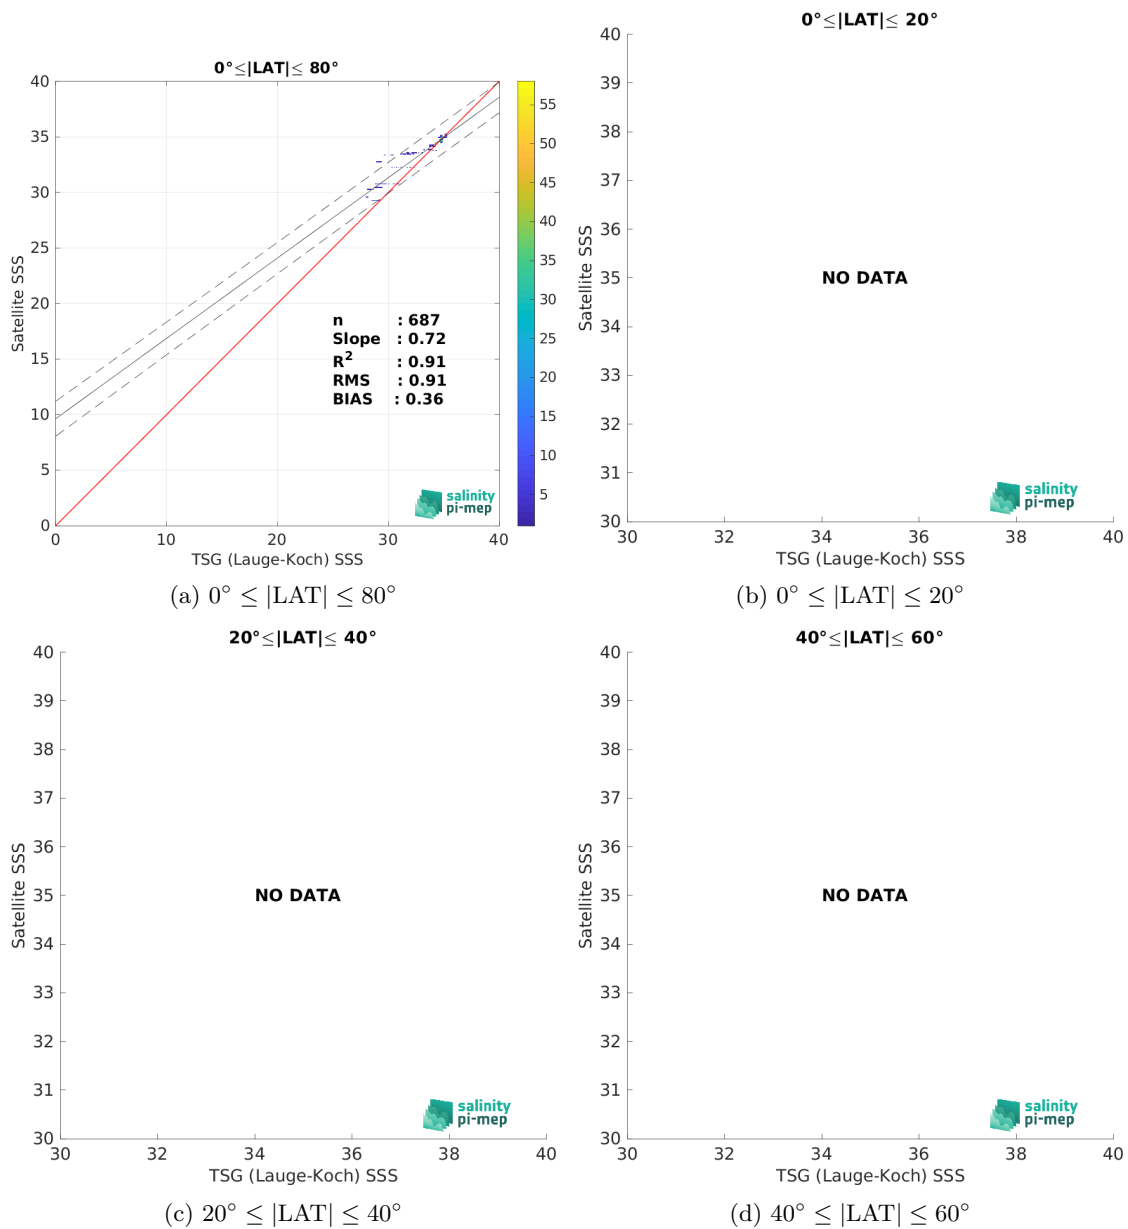 0°≤|LAT|≤ 80°
40
35
30
25
20
15
10
5
0
Satellite SSS
0
10
20
30
40
TSG (Lauge-Koch) SSS
n : 687
Slope : 0.72
R² : 0.91
RMS : 0.91
BIAS : 0.36
salinity
pi-mep
55
50
45
40
35
30
25
20
15
10
5
(a) 0° ≤ |LAT| ≤ 80°
0°≤|LAT|≤ 20°
40
39
38
37
36
35
34
33
32
31
30
Satellite SSS
NO DATA
salinity
pi-mep
30
32
34
36
38
40
TSG (Lauge-Koch) SSS
(b) 0° ≤ |LAT| ≤ 20°
20°≤|LAT|≤ 40°
40
39
38
37
36
35
34
33
32
31
30
Satellite SSS
NO DATA
salinity
pi-mep
30
32
34
36
38
40
TSG (Lauge-Koch) SSS
(c) 20° ≤ |LAT| ≤ 40°
40°≤|LAT|≤ 60°
40
39
38
37
36
35
34
33
32
31
30
Satellite SSS
NO DATA
salinity
pi-mep
30
32
34
36
38
40
TSG (Lauge-Koch) SSS
(d) 40° ≤ |LAT| ≤ 60°